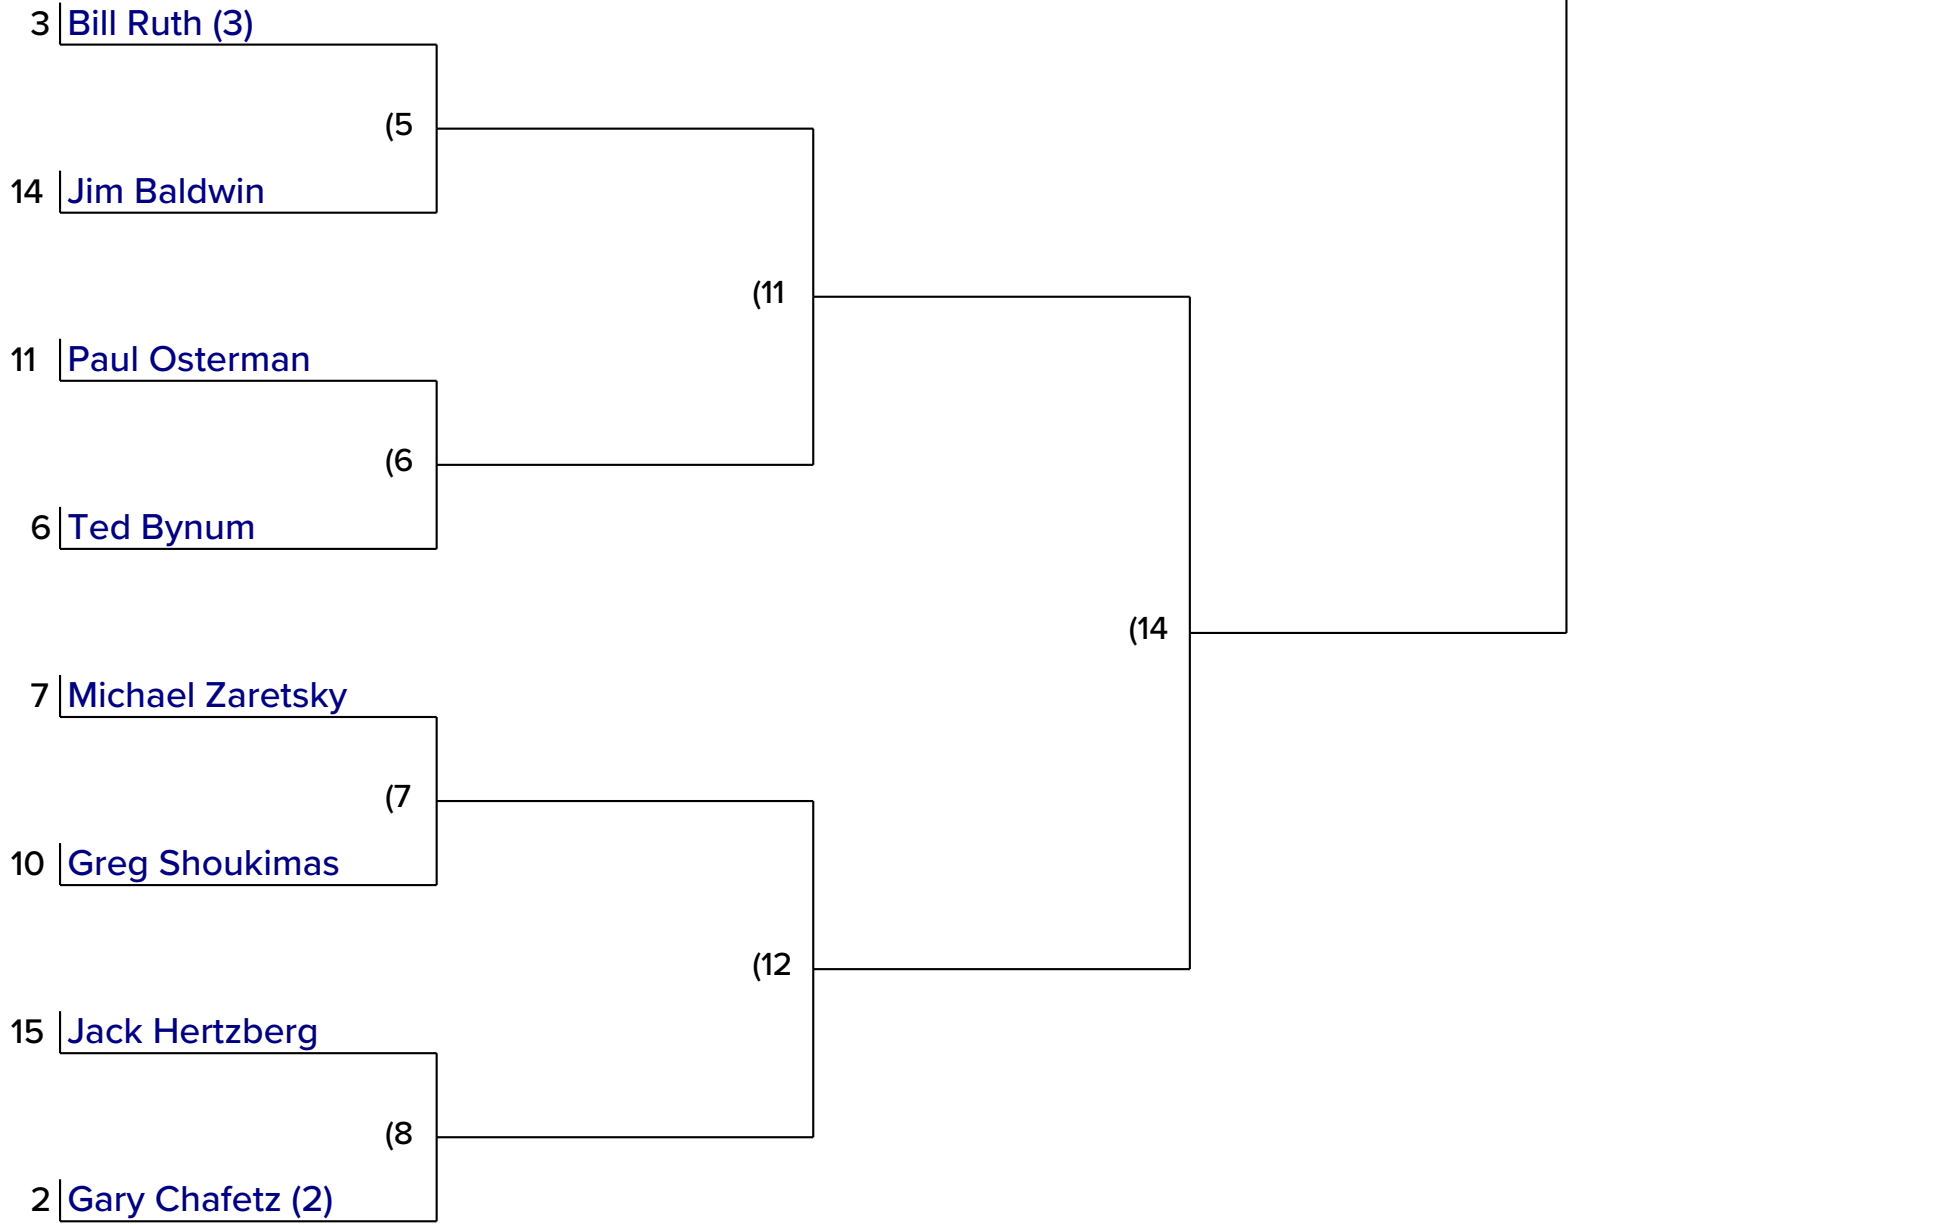 3 Bill Ruth (3)
(5
14 Jim Baldwin
(11
11 Paul Osterman
(6
6 Ted Bynum
(14
7 Michael Zaretsky
(7
10 Greg Shoukimas
(12
15 Jack Hertzberg
(8
2 Gary Chafetz (2)